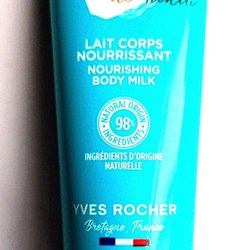 LAIT CORPS
NOURRISSANT
NOURISHING
BODY MILK
NATURAL ORIGIN
98%
INGREDIENTS
INGRÉDIENTS D'ORIGINE
NATURELLE
YVES ROCHER
Bretagne, France